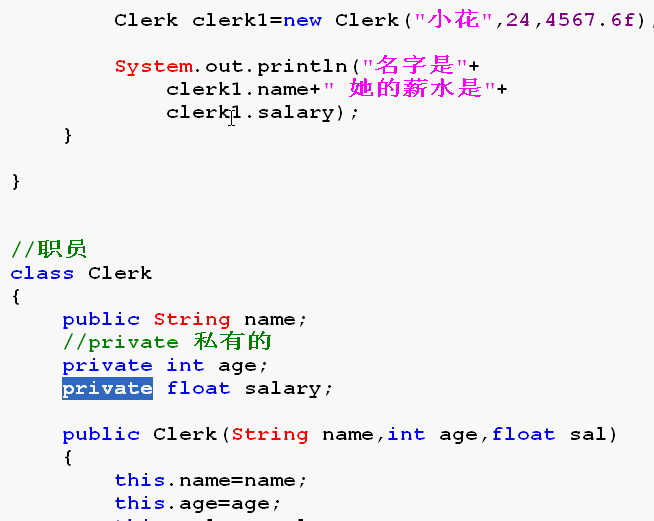 Clerk clerk1=new Clerk("小花",24,4567.6f)
System.out.println("名字是"+
clerk1.name+" 她的薪水是"+
clerk1.salary);
}
}
//职员
class Clerk
{
public String name;
//private 私有的
private int age;
private float salary;
public Clerk(String name,int age,float sal)
{
this.name=name;
this.age=age;